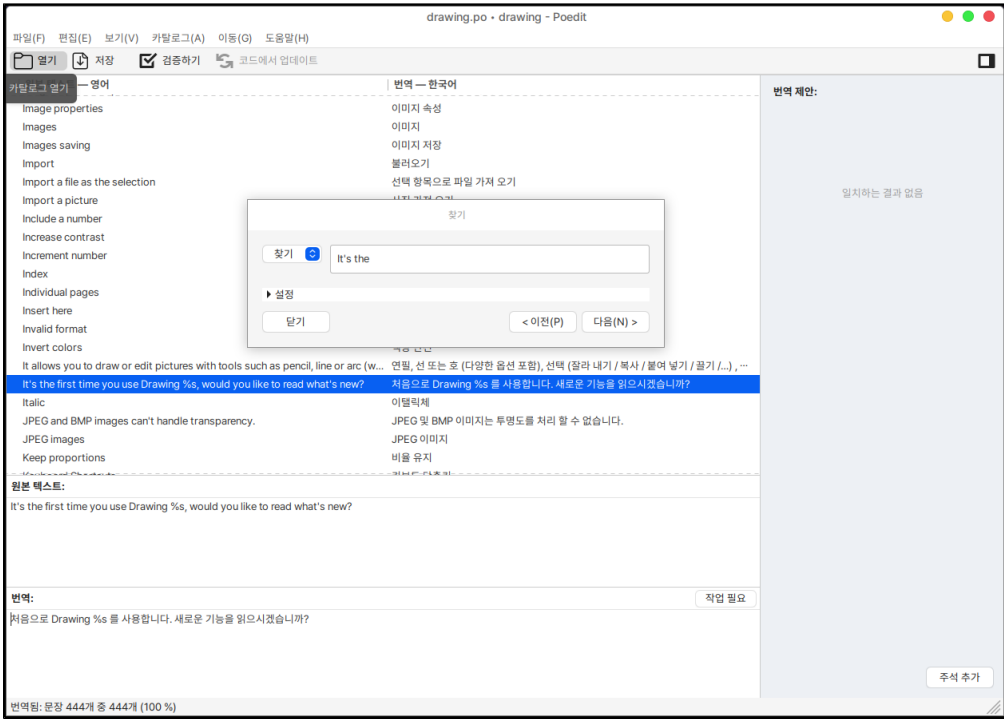 drawing.po • drawing - Poedit
파일(F) 편집(E) 보기(V) 카탈로그(A) 이동(G) 도움말(H)
열기 저장 검증하기 코드에서 업데이트
카탈로그 열기
— 영어 번역 — 한국어
Image properties 이미지 속성
Images 이미지
Images saving 이미지 저장
Import 불러오기
Import a file as the selection 선택 항목으로 파일 가져 오기
Import a picture
Include a number
Increase contrast
Increment number
Index
Individual pages
Insert here
Invalid format
Invert colors
It allows you to draw or edit pictures with tools such as pencil, line or arc (w... 연필, 선 또는 호 (다양한 옵션 포함), 선택 (잘라 내기 / 복사 / 붙여 넣기 / 끌기 /...) , ...
It's the first time you use Drawing %s, would you like to read what's new? 처음으로 Drawing %s 를 사용합니다. 새로운 기능을 읽으시겠습니까?
Italic 이탤릭체
JPEG and BMP images can't handle transparency. JPEG 및 BMP 이미지는 투명도를 처리 할 수 없습니다.
JPEG images JPEG 이미지
Keep proportions 비율 유지
찾기
찾기 It's the
설정
닫기 < 이전(P) 다음(N) >
원본 텍스트:
It's the first time you use Drawing %s, would you like to read what's new?
번역: 작업 필요
처음으로 Drawing %s 를 사용합니다. 새로운 기능을 읽으시겠습니까?
번역 제안:
일치하는 결과 없음
주석 추가
번역됨: 문장 444개 중 444개 (100 %)